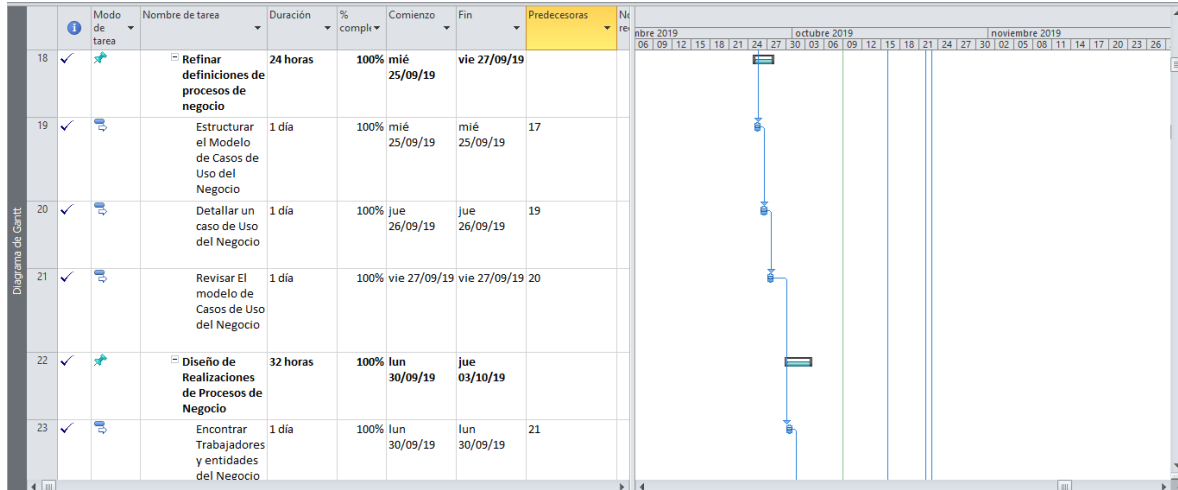 Modo de tarea
Nombre de tarea
Duración
% comple
Comienzo
Fin
Predecesoras
nbre 2019
octubre 2019
noviembre 2019
06 09 12 15 18 21 24 27 30 03 06 09 12 15 18 21 24 27 30 02 05 08 11 14 17 20 23 26
Diagrama de Gantt
18 Refinar definiciones de procesos de negocio 24 horas 100% mié 25/09/19 vie 27/09/19
19 Estructurar el Modelo de Casos de Uso del Negocio 1 día 100% mié 25/09/19 mié 25/09/19 17
20 Detallar un caso de Uso del Negocio 1 día 100% jue 26/09/19 jue 26/09/19 19
21 Revisar El modelo de Casos de Uso del Negocio 1 día 100% vie 27/09/19 vie 27/09/19 20
22 Diseño de Realizaciones de Procesos de Negocio 32 horas 100% lun 30/09/19 jue 03/10/19
23 Encontrar Trabajadores y entidades del Negocio 1 día 100% lun 30/09/19 lun 30/09/19 21